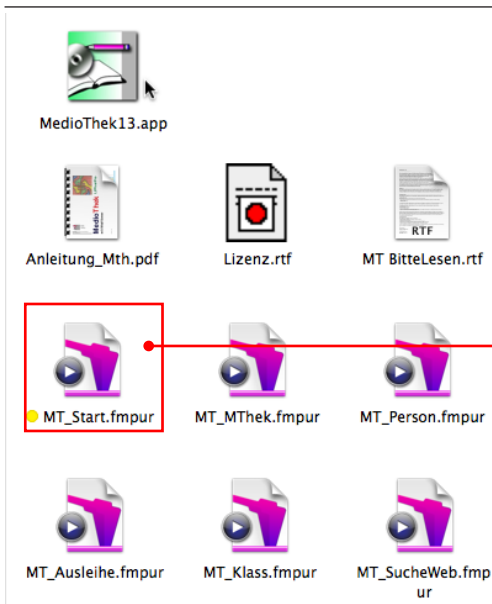 MedioThek13.app
MedioThek
RTF
Anleitung_Mth.pdf
Lizenz.rtf
MT BitteLesen.rtf
MT_Start.fmpur
MT_MThek.fmpur
MT_Person.fmpur
MT_Ausleihe.fmpur
MT_Klass.fmpur
MT_SucheWeb.fmp
ur